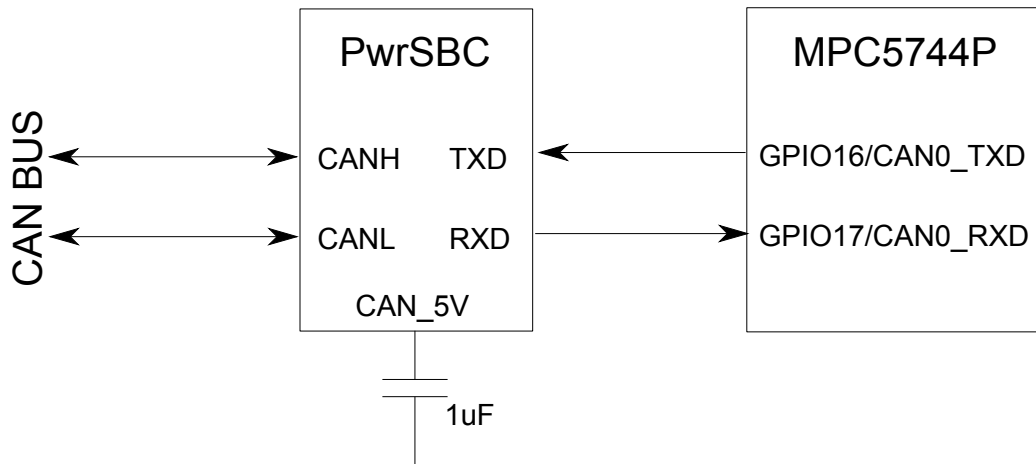 PwrSBC
MPC5744P
CAN BUS
CANH TXD
GPIO16/CAN0_TXD
CANL RXD
GPIO17/CAN0_RXD
CAN_5V
1uF